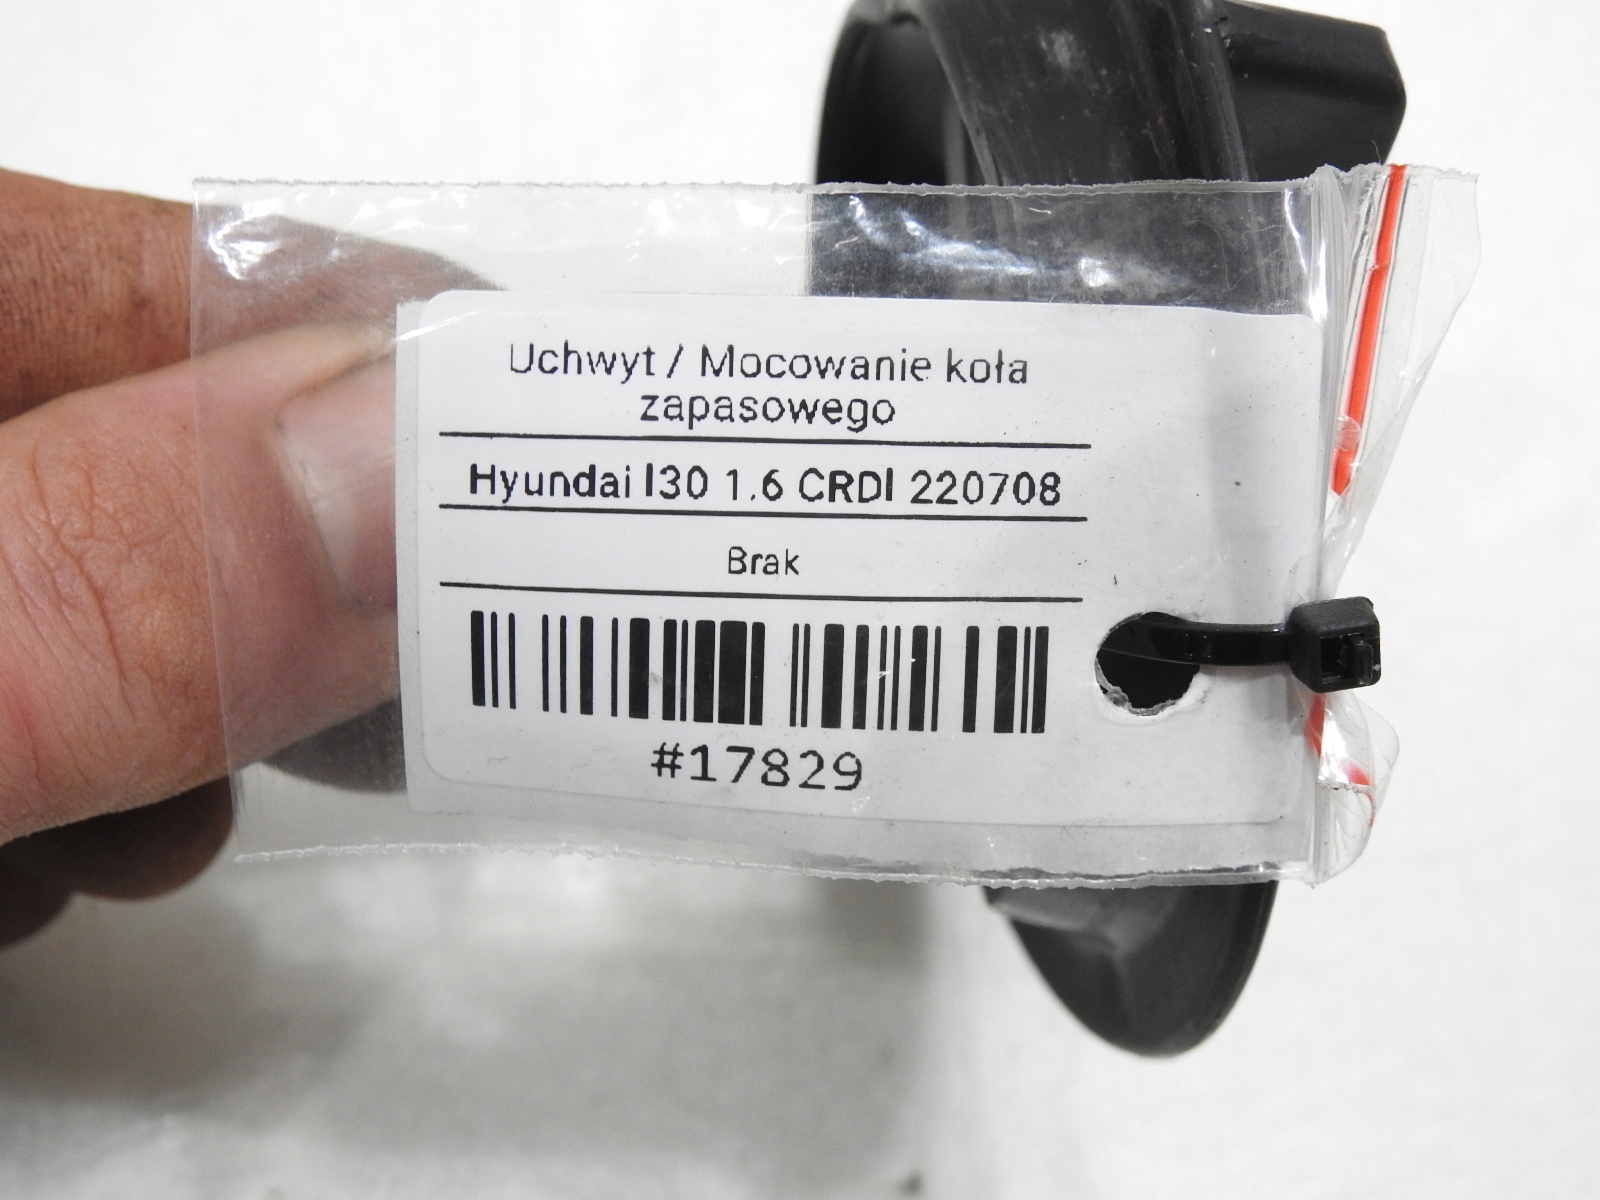 Uchwyt / Mocowanie koła
zapasowego
Hyundai I30 1.6 CRDI 220708
Brak
#17829